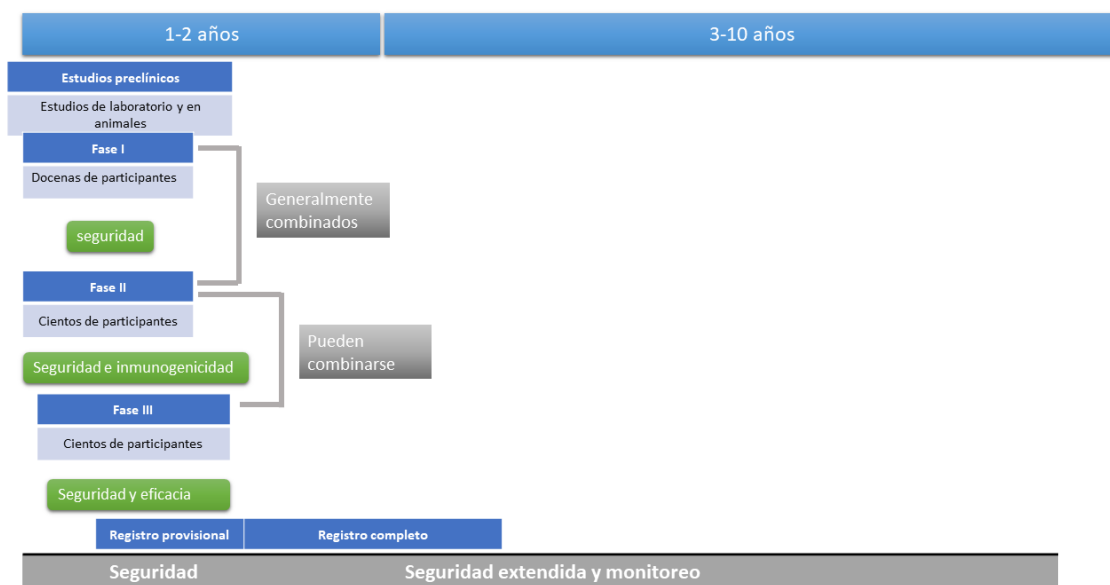 1-2 años
3-10 años
Estudios preclínicos
Estudios de laboratorio y en
animales
Fase I
Docenas de participantes
Generalmente
combinados
seguridad
Fase II
Cientos de participantes
Pueden
combinarse
Seguridad e inmunogenicidad
Fase III
Cientos de participantes
Seguridad y eficacia
Registro provisional
Registro completo
Seguridad
Seguridad extendida y monitoreo